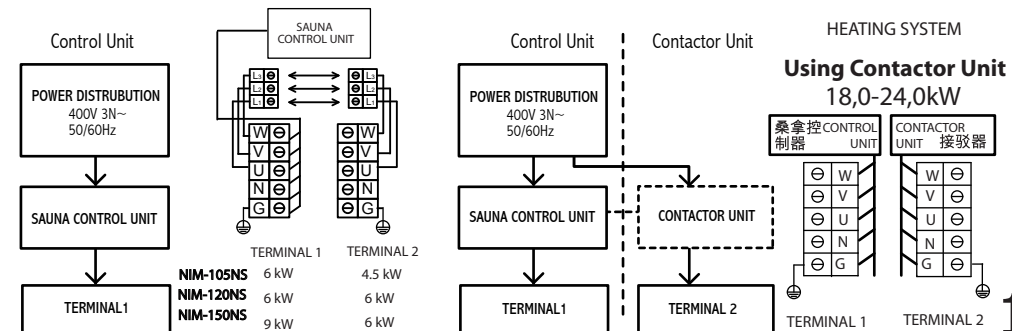 Control Unit
POWER DISTRUBUTION
400V 3N~
50/60Hz
SAUNA CONTROL UNIT
TERMINAL1
SAUNA
CONTROL UNIT
L3 L3
L2 L2
L1 L1
W W
V V
U U
N N
G G
TERMINAL 1 TERMINAL 2
NIM-105NS 6 kW 4.5 kW
NIM-120NS 6 kW 6 kW
NIM-150NS 9 kW 6 kW
Control Unit Contactor Unit
POWER DISTRUBUTION
400V 3N~
50/60Hz
SAUNA CONTROL UNIT CONTACTOR UNIT
TERMINAL1 TERMINAL 2
HEATING SYSTEM
Using Contactor Unit
18,0-24,0kW
桑拿控制器 CONTROL UNIT
CONTACTOR UNIT 接驳器
W W
V V
U U
N N
G G
TERMINAL 1 TERMINAL 2